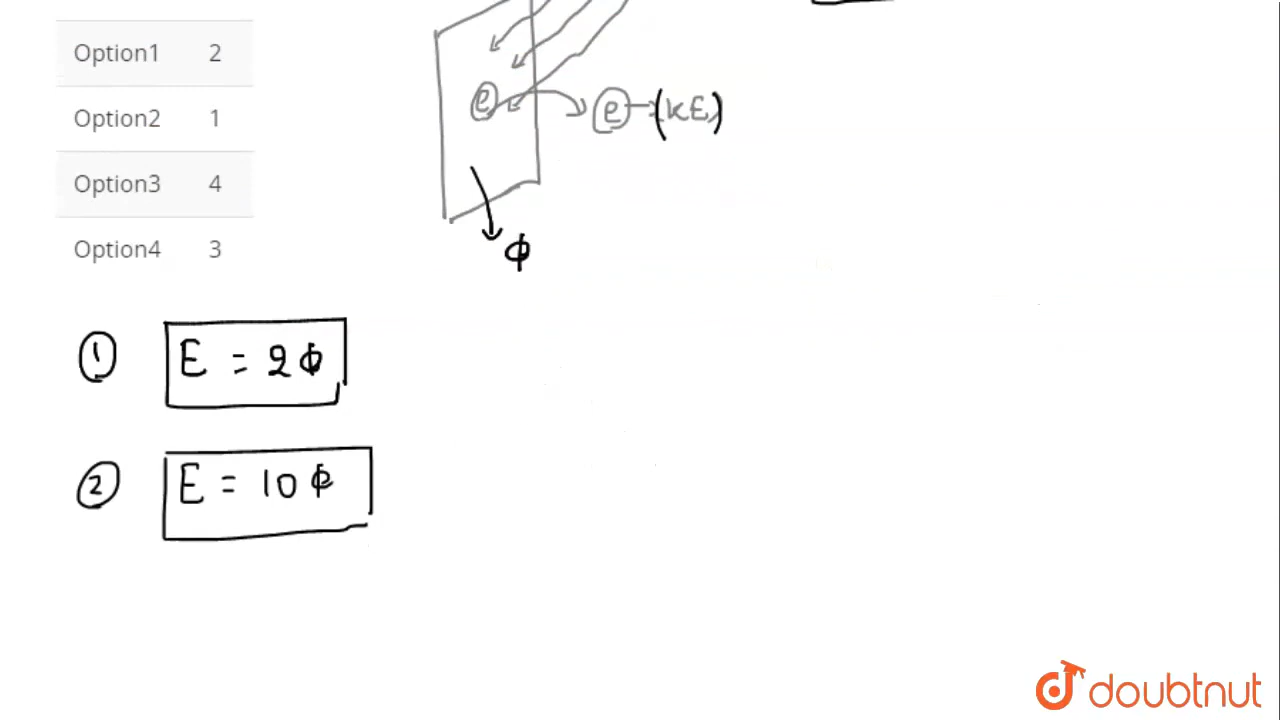 Option1 2
Option2 1
Option3 4
Option4 3
e
e → (KE)
ϕ
① E = 2ϕ
② E = 10ϕ
doubtnut